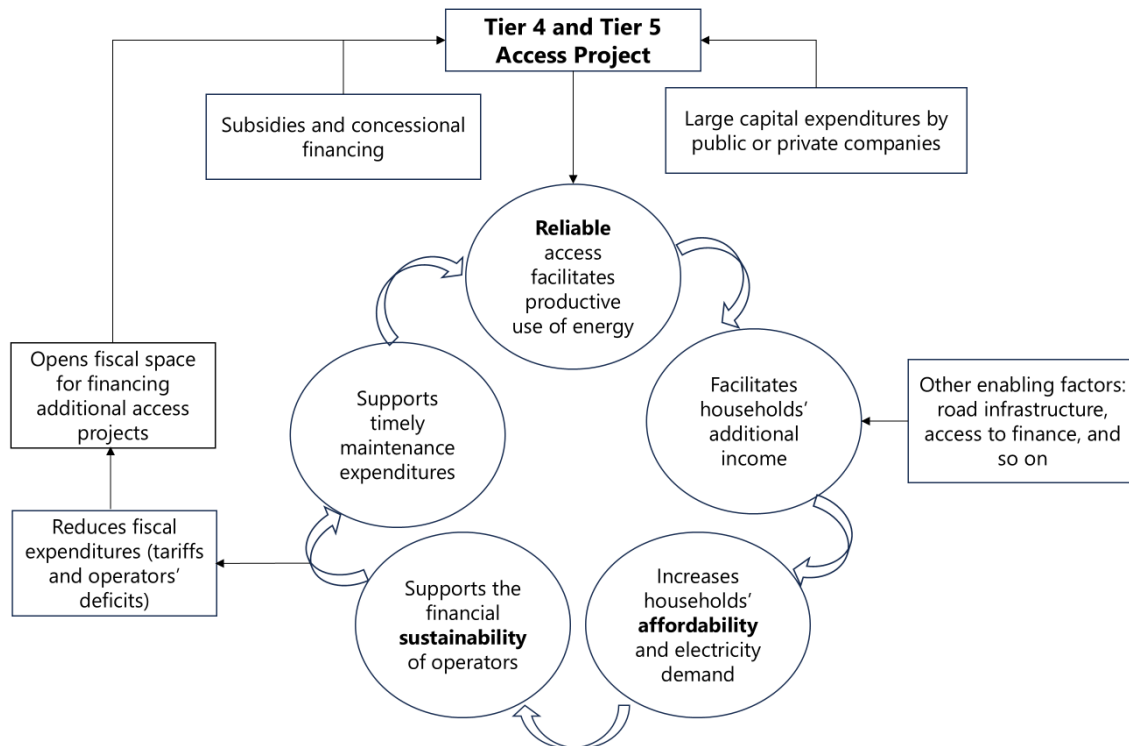 Tier 4 and Tier 5
Access Project
Subsidies and concessional
financing
Large capital expenditures by
public or private companies
Reliable
access
facilitates
productive
use of energy
Opens fiscal space
for financing
additional access
projects
Supports
timely
maintenance
expenditures
Facilitates
households’
additional
income
Other enabling factors:
road infrastructure,
access to finance, and
so on
Reduces fiscal
expenditures (tariffs
and operators’
deficits)
Supports the
financial
sustainability
of operators
Increases
households’
affordability
and electricity
demand